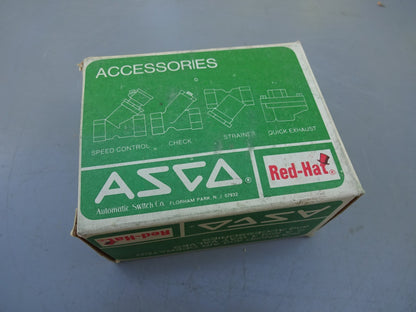 ACCESSORIES
SPEED CONTROL CHECK STRAINER QUICK EXHAUST
ASCO®
Red-Hat®
Automatic Switch Co. FLORHAM PARK, N. J. 07932
Red-Hat
ASCO